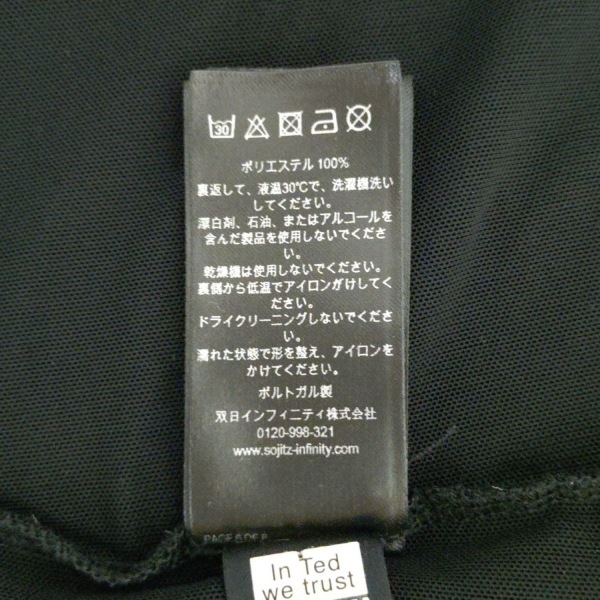 30
ポリエステル 100%
裏返して、液温30℃で、洗濯機洗い
してください。
漂白剤、石油、またはアルコールを
含んだ製品を使用しないでくださ
い。
乾燥機は使用しないでください。
裏側から低温でアイロンがけしてく
ださい。
ドライクリーニングしないでくださ
い。
濡れた状態で形を整え、アイロンを
かけてください。
ポルトガル製
双日インフィニティ株式会社
0120-998-321
www.sojitz-infinity.com
PAGE 6 DE 8
In Ted
we trust